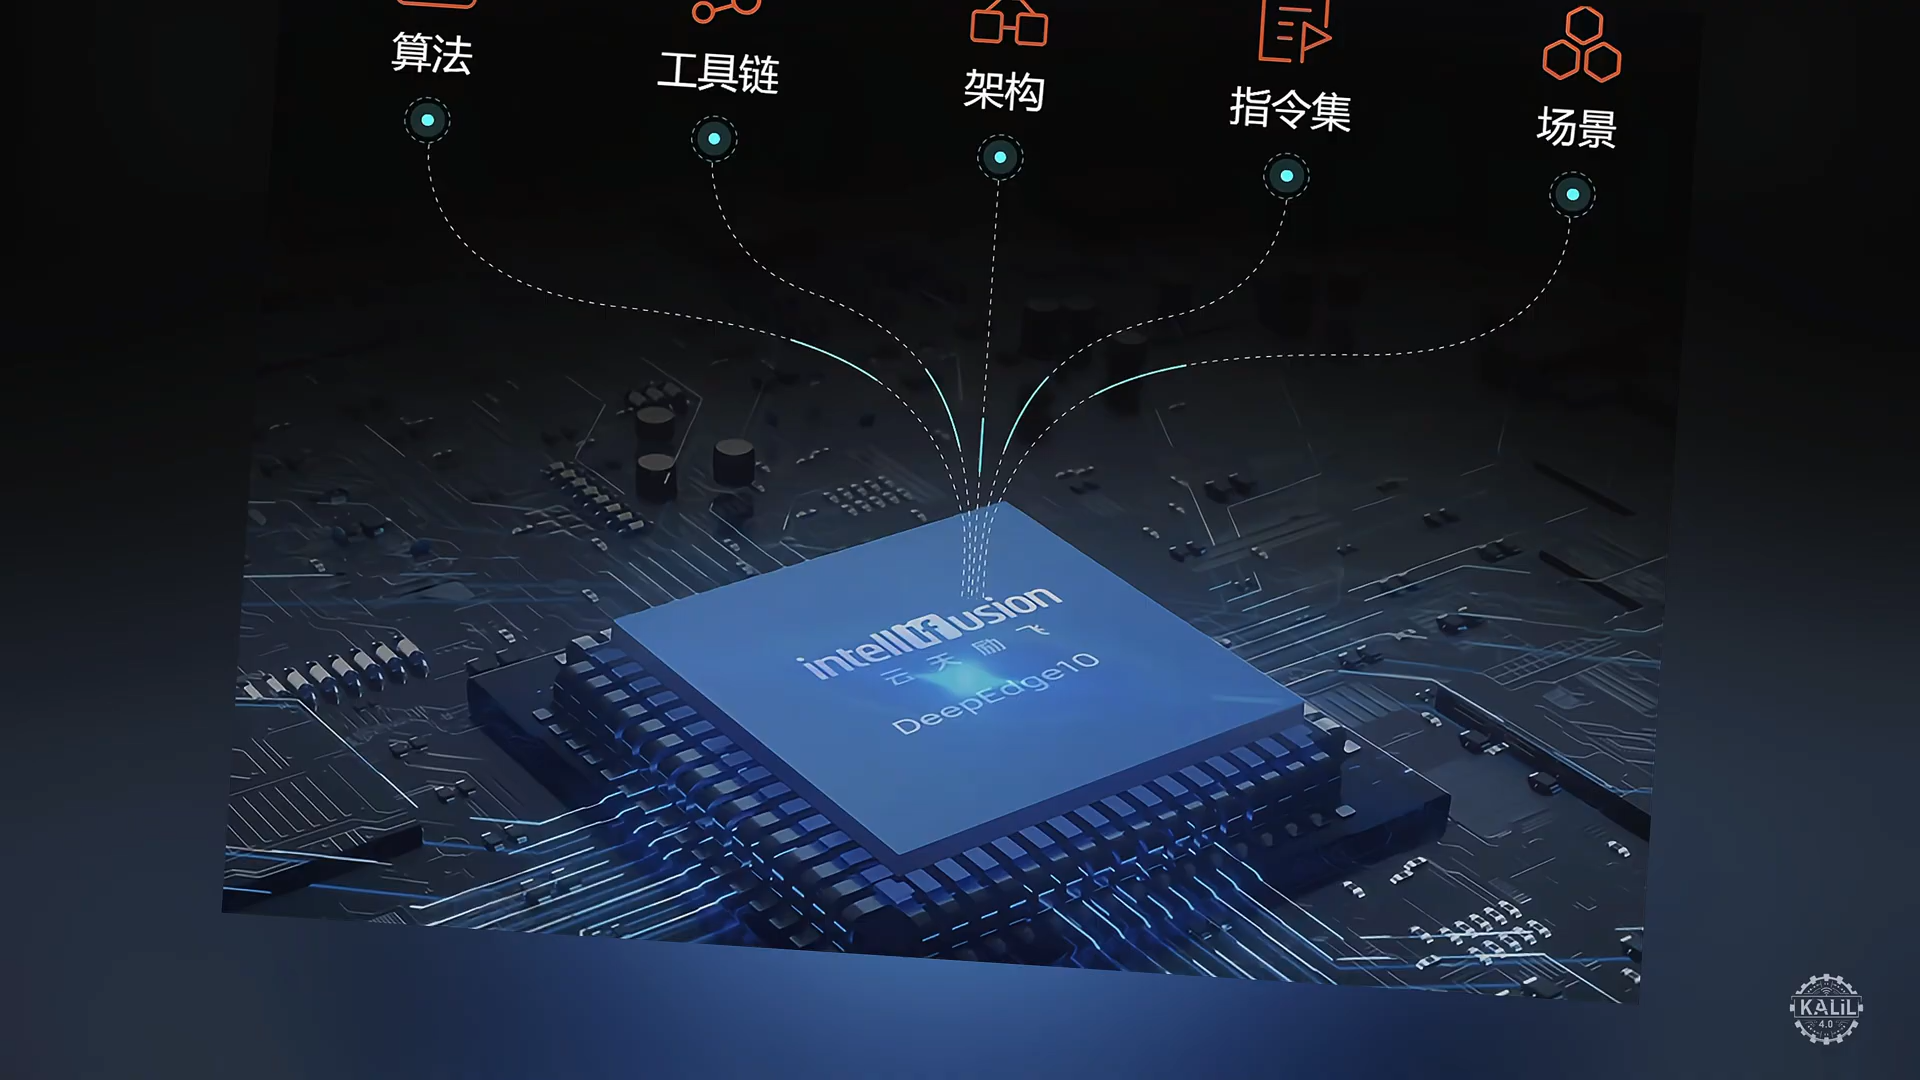 算法
工具链
架构
指令集
场景
intellifusion
云天励飞
DeepEdge10
KALiL
4.0